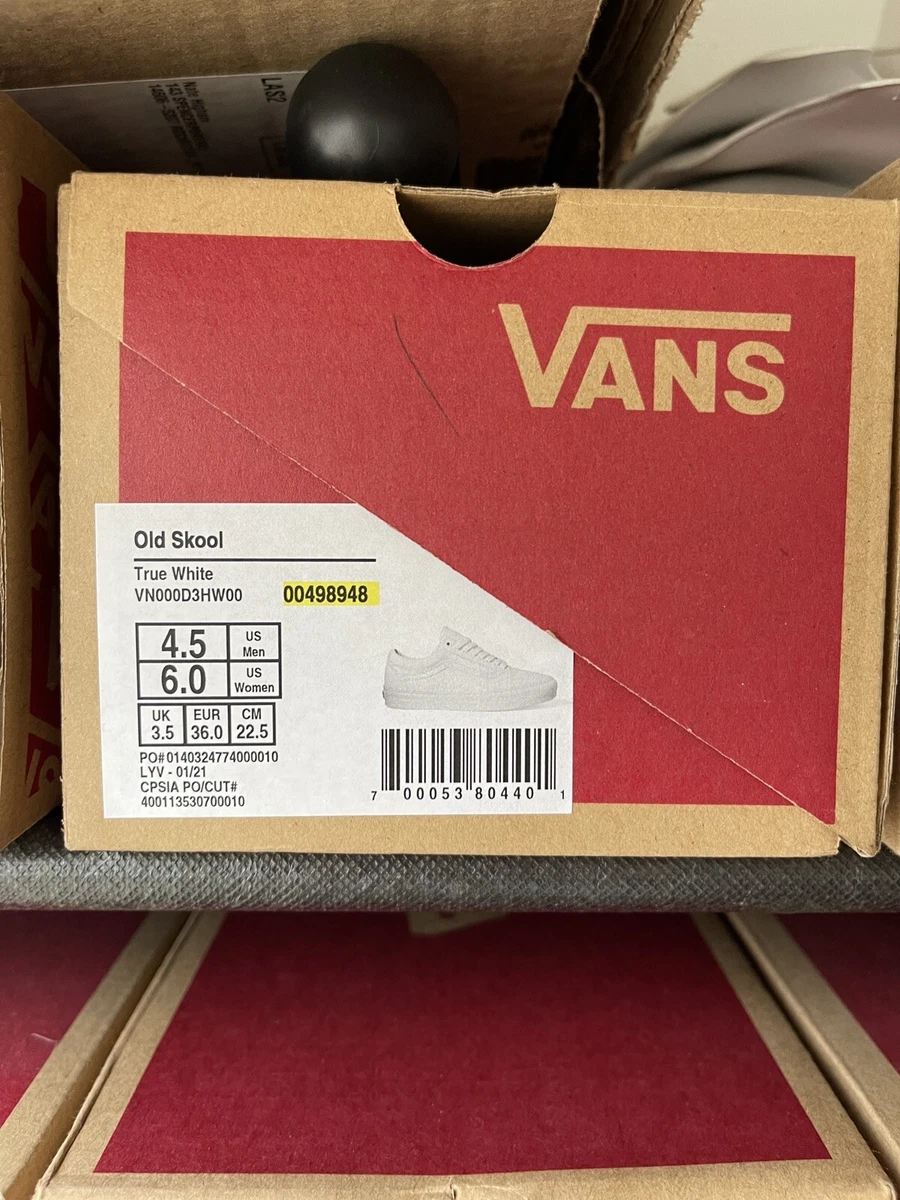 LAS2
VANS
Old Skool
True White
VN000D3HW00 00498948
4.5 US Men
6.0 US Women
UK EUR CM
3.5 36.0 22.5
PO#0140324774000010
LYV - 01/21
CPSIA PO/CUT#
400113530700010
7 00053 80440 1